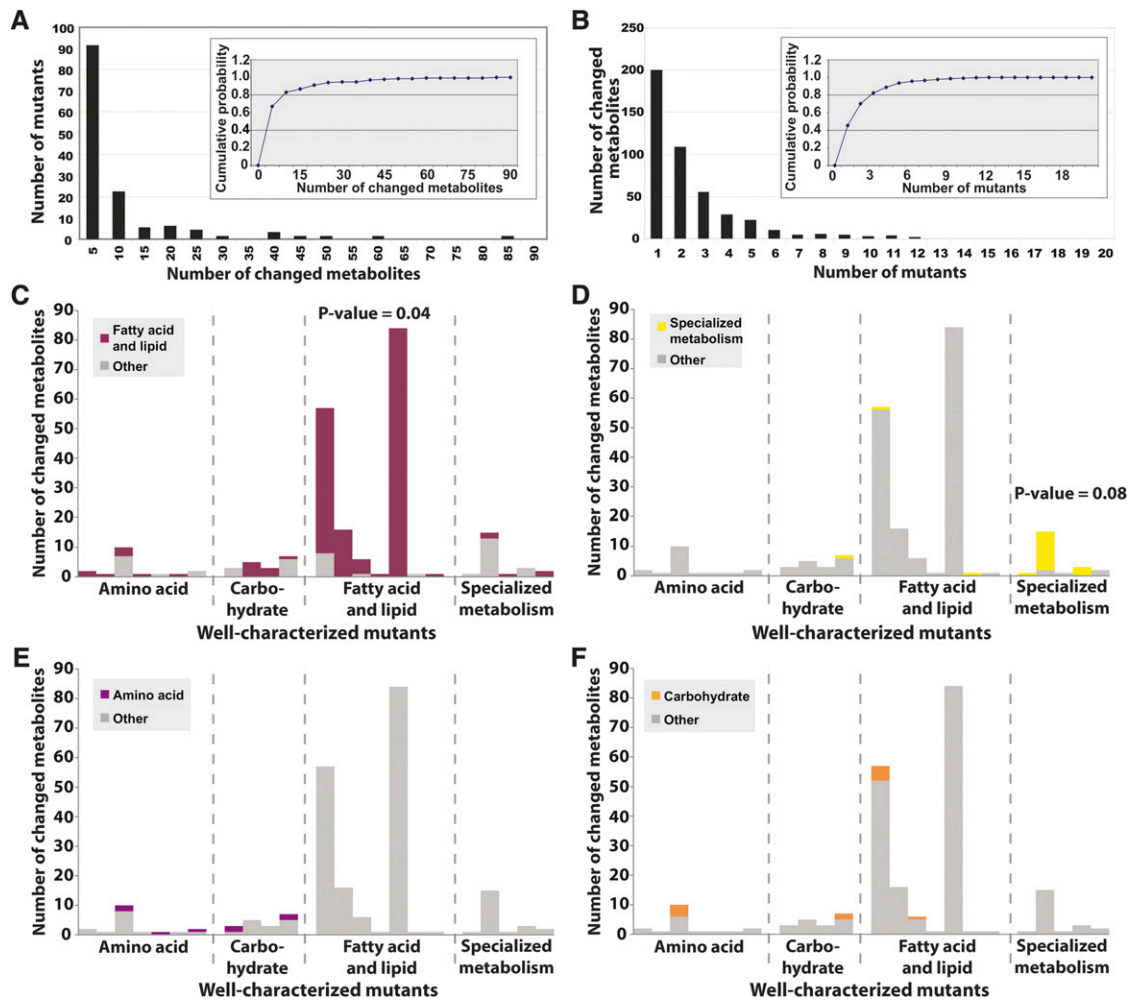 A
Number of mutants
100
90
80
70
60
50
40
30
20
10
0
5 10 15 20 25 30 35 40 45 50 55 60 65 70 75 80 85 90
Number of changed metabolites
Cumulative probability
1.2
1.0
0.8
0.6
0.4
0.2
0
0 15 30 45 60 75 90
Number of changed metabolites
B
Number of changed
metabolites
250
200
150
100
50
0
1 2 3 4 5 6 7 8 9 10 11 12 13 14 15 16 17 18 19 20
Number of mutants
Cumulative probability
1.2
1.0
0.8
0.6
0.4
0.2
0
0 3 6 9 12 15 18
Number of mutants
C
Number of changed metabolites
90
80
70
60
50
40
30
20
10
0
Fatty acid
and lipid
Other
P-value = 0.04
Amino acid
Carbo-
hydrate
Fatty acid
and lipid
Specialized
metabolism
Well-characterized mutants
D
Number of changed metabolites
90
80
70
60
50
40
30
20
10
0
Specialized
metabolism
Other
P-value = 0.08
Amino acid
Carbo-
hydrate
Fatty acid
and lipid
Specialized
metabolism
Well-characterized mutants
E
Number of changed metabolites
90
80
70
60
50
40
30
20
10
0
Amino acid
Other
Amino acid
Carbo-
hydrate
Fatty acid
and lipid
Specialized
metabolism
Well-characterized mutants
F
Number of changed metabolites
90
80
70
60
50
40
30
20
10
0
Carbohydrate
Other
Amino acid
Carbo-
hydrate
Fatty acid
and lipid
Specialized
metabolism
Well-characterized mutants